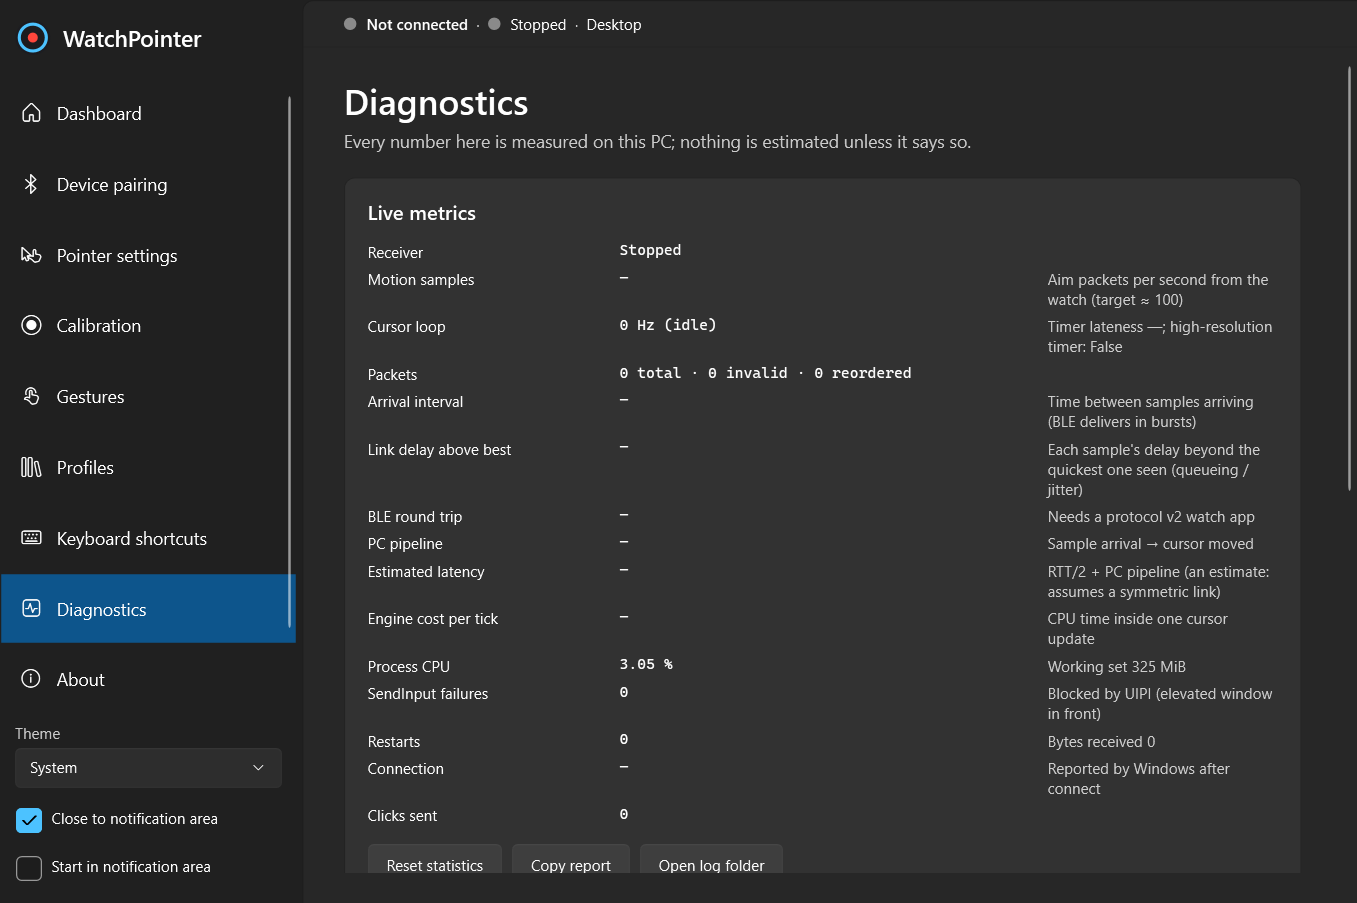 WatchPointer
Not connected · Stopped · Desktop
Dashboard
Device pairing
Pointer settings
Calibration
Gestures
Profiles
Keyboard shortcuts
Diagnostics
About
Theme
System
Close to notification area
Start in notification area
Diagnostics
Every number here is measured on this PC; nothing is estimated unless it says so.
Live metrics
Receiver Stopped
Motion samples — Aim packets per second from the
watch (target ≈ 100)
Cursor loop 0 Hz (idle) Timer lateness —; high-resolution
timer: False
Packets 0 total · 0 invalid · 0 reordered
Arrival interval — Time between samples arriving
(BLE delivers in bursts)
Link delay above best — Each sample's delay beyond the
quickest one seen (queueing /
jitter)
BLE round trip — Needs a protocol v2 watch app
PC pipeline — Sample arrival → cursor moved
Estimated latency — RTT/2 + PC pipeline (an estimate:
assumes a symmetric link)
Engine cost per tick — CPU time inside one cursor
update
Process CPU 3.05 % Working set 325 MiB
SendInput failures 0 Blocked by UIPI (elevated window
in front)
Restarts 0 Bytes received 0
Connection — Reported by Windows after
connect
Clicks sent 0
Reset statistics Copy report Open log folder